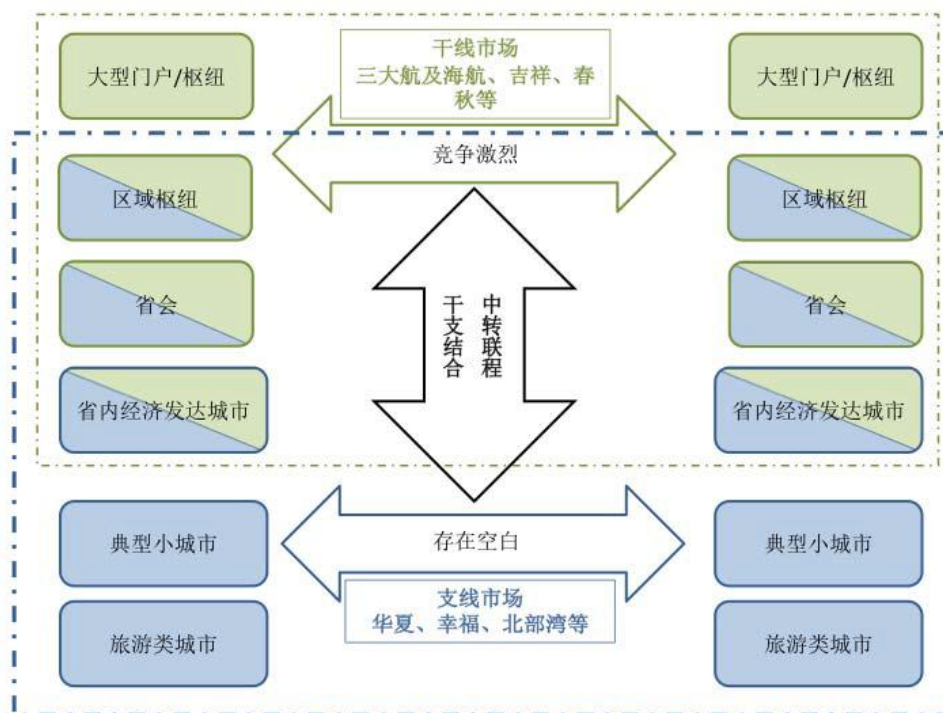 大型门户/枢纽
干线市场
三大航及海航、吉祥、春
秋等
大型门户/枢纽
竞争激烈
区域枢纽
区域枢纽
省会
省会
中转联程
干支结合
省内经济发达城市
省内经济发达城市
典型小城市
存在空白
典型小城市
支线市场
华夏、幸福、北部湾等
旅游类城市
旅游类城市